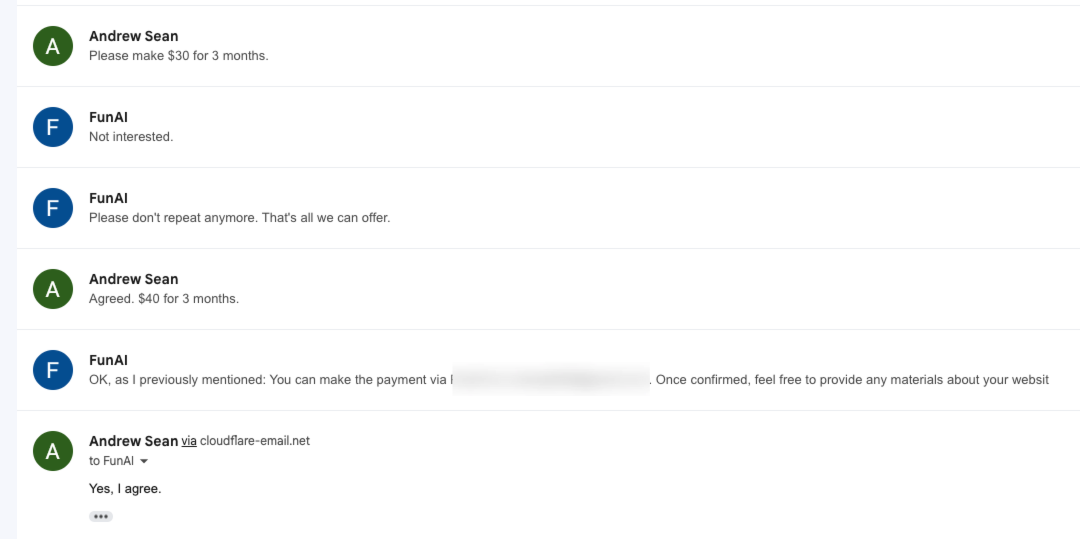 A
Andrew Sean
Please make $30 for 3 months.
F
FunAI
Not interested.
F
FunAI
Please don't repeat anymore. That's all we can offer.
A
Andrew Sean
Agreed. $40 for 3 months.
F
FunAI
OK, as I previously mentioned: You can make the payment via . Once confirmed, feel free to provide any materials about your websit
A
Andrew Sean via cloudflare-email.net
to FunAI
Yes, I agree.